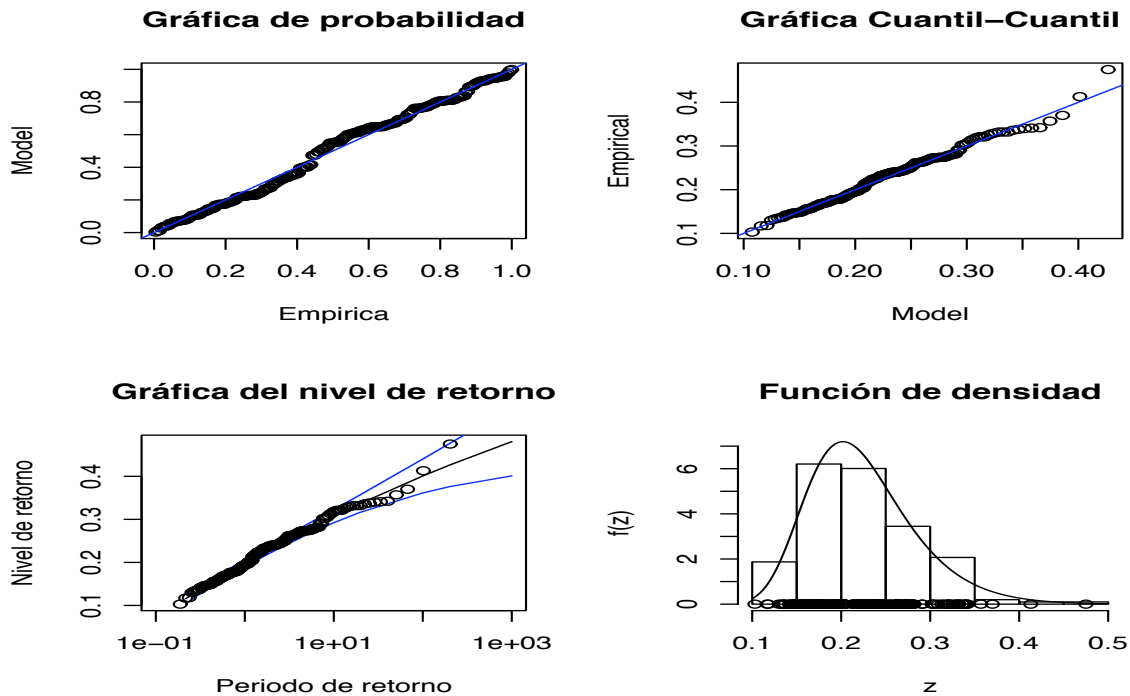 Gráfica de probabilidad
Model
0.0 0.4 0.8
0.0 0.2 0.4 0.6 0.8 1.0
Empirica
Gráfica Cuantil−Cuantil
Empirical
0.1 0.2 0.3 0.4
0.10 0.20 0.30 0.40
Model
Gráfica del nivel de retorno
Nivel de retorno
0.1 0.2 0.3 0.4
1e−01 1e+01 1e+03
Periodo de retorno
Función de densidad
f(z)
0 2 4 6
0.1 0.2 0.3 0.4 0.5
z